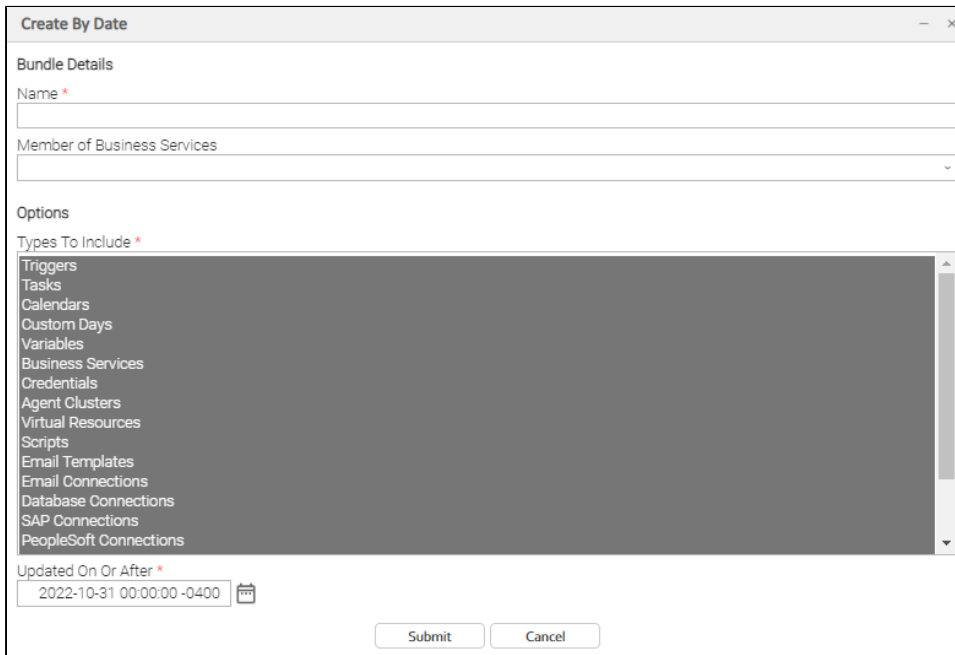 Create By Date
Bundle Details
Name *
Member of Business Services
Options
Types To Include *
Triggers
Tasks
Calendars
Custom Days
Variables
Business Services
Credentials
Agent Clusters
Virtual Resources
Scripts
Email Templates
Email Connections
Database Connections
SAP Connections
PeopleSoft Connections
Updated On Or After *
2022-10-31 00:00:00 -0400
Submit Cancel